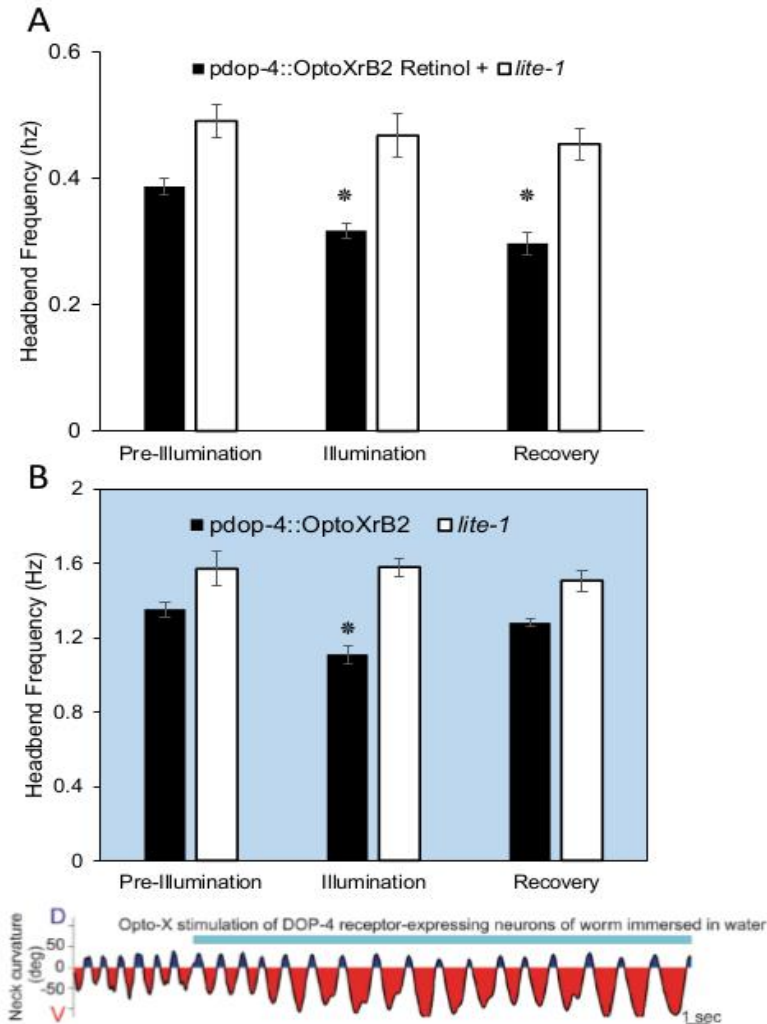 A
0.6
■ pdop-4::OptoXrB2 Retinol + □ lite-1
0.4
0.2
0
Headbend Frequency (hz)
*
*
Pre-Illumination Illumination Recovery
B
2
■ pdop-4::OptoXrB2 □ lite-1
1.6
1.2
0.8
0.4
0
Headbend Frequency (Hz)
*
Pre-Illumination Illumination Recovery
Opto-X stimulation of DOP-4 receptor-expressing neurons of worm immersed in water
Neck curvature
(deg)
D
50
0
-50
V
1 sec